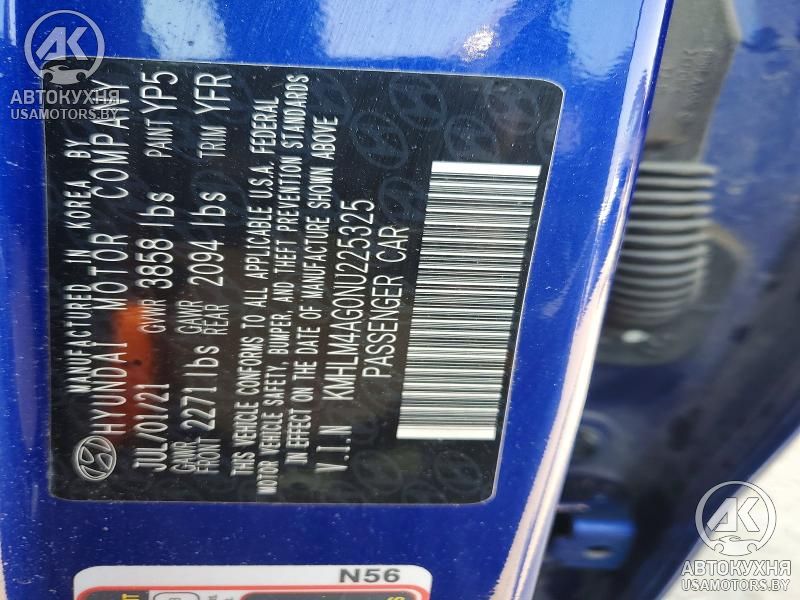 MANUFACTURED IN KOREA BY
HYUNDAI MOTOR COMPANY
JUL/01/21 GVWR 3858 lbs PAINT YP5
GAWR FRONT 2271 lbs GAWR REAR 2094 lbs TRIM YFR
THIS VEHICLE CONFORMS TO ALL APPLICABLE U.S.A. FEDERAL
MOTOR VEHICLE SAFETY, BUMPER, AND THEFT PREVENTION STANDARDS
IN EFFECT ON THE DATE OF MANUFACTURE SHOWN ABOVE
V.I.N KMHLM4AG0NU225325
PASSENGER CAR
N56
АК
АВТОКУХНЯ
USAMOTORS.BY
АК
АВТОКУХНЯ
USAMOTORS.BY